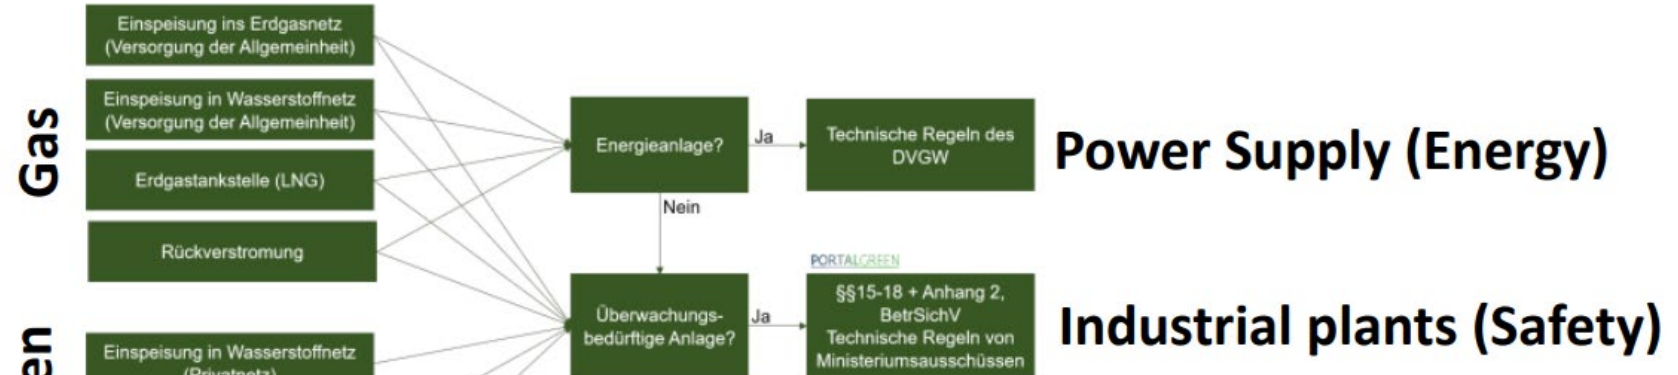 Gas
Einspeisung ins Erdgasnetz
(Versorgung der Allgemeinheit)
Einspeisung in Wasserstoffnetz
(Versorgung der Allgemeinheit)
Erdgastankstelle (LNG)
Rückverstromung
Energieanlage?
Ja
Technische Regeln des
DVGW
Power Supply (Energy)
Nein
PORTALGREEN
Überwachungs-
bedürftige Anlage?
Ja
§§15-18 + Anhang 2,
BetrSichV
Technische Regeln von
Ministeriumsausschüssen
Industrial plants (Safety)
en
Einspeisung in Wasserstoffnetz
(Privatnetz)